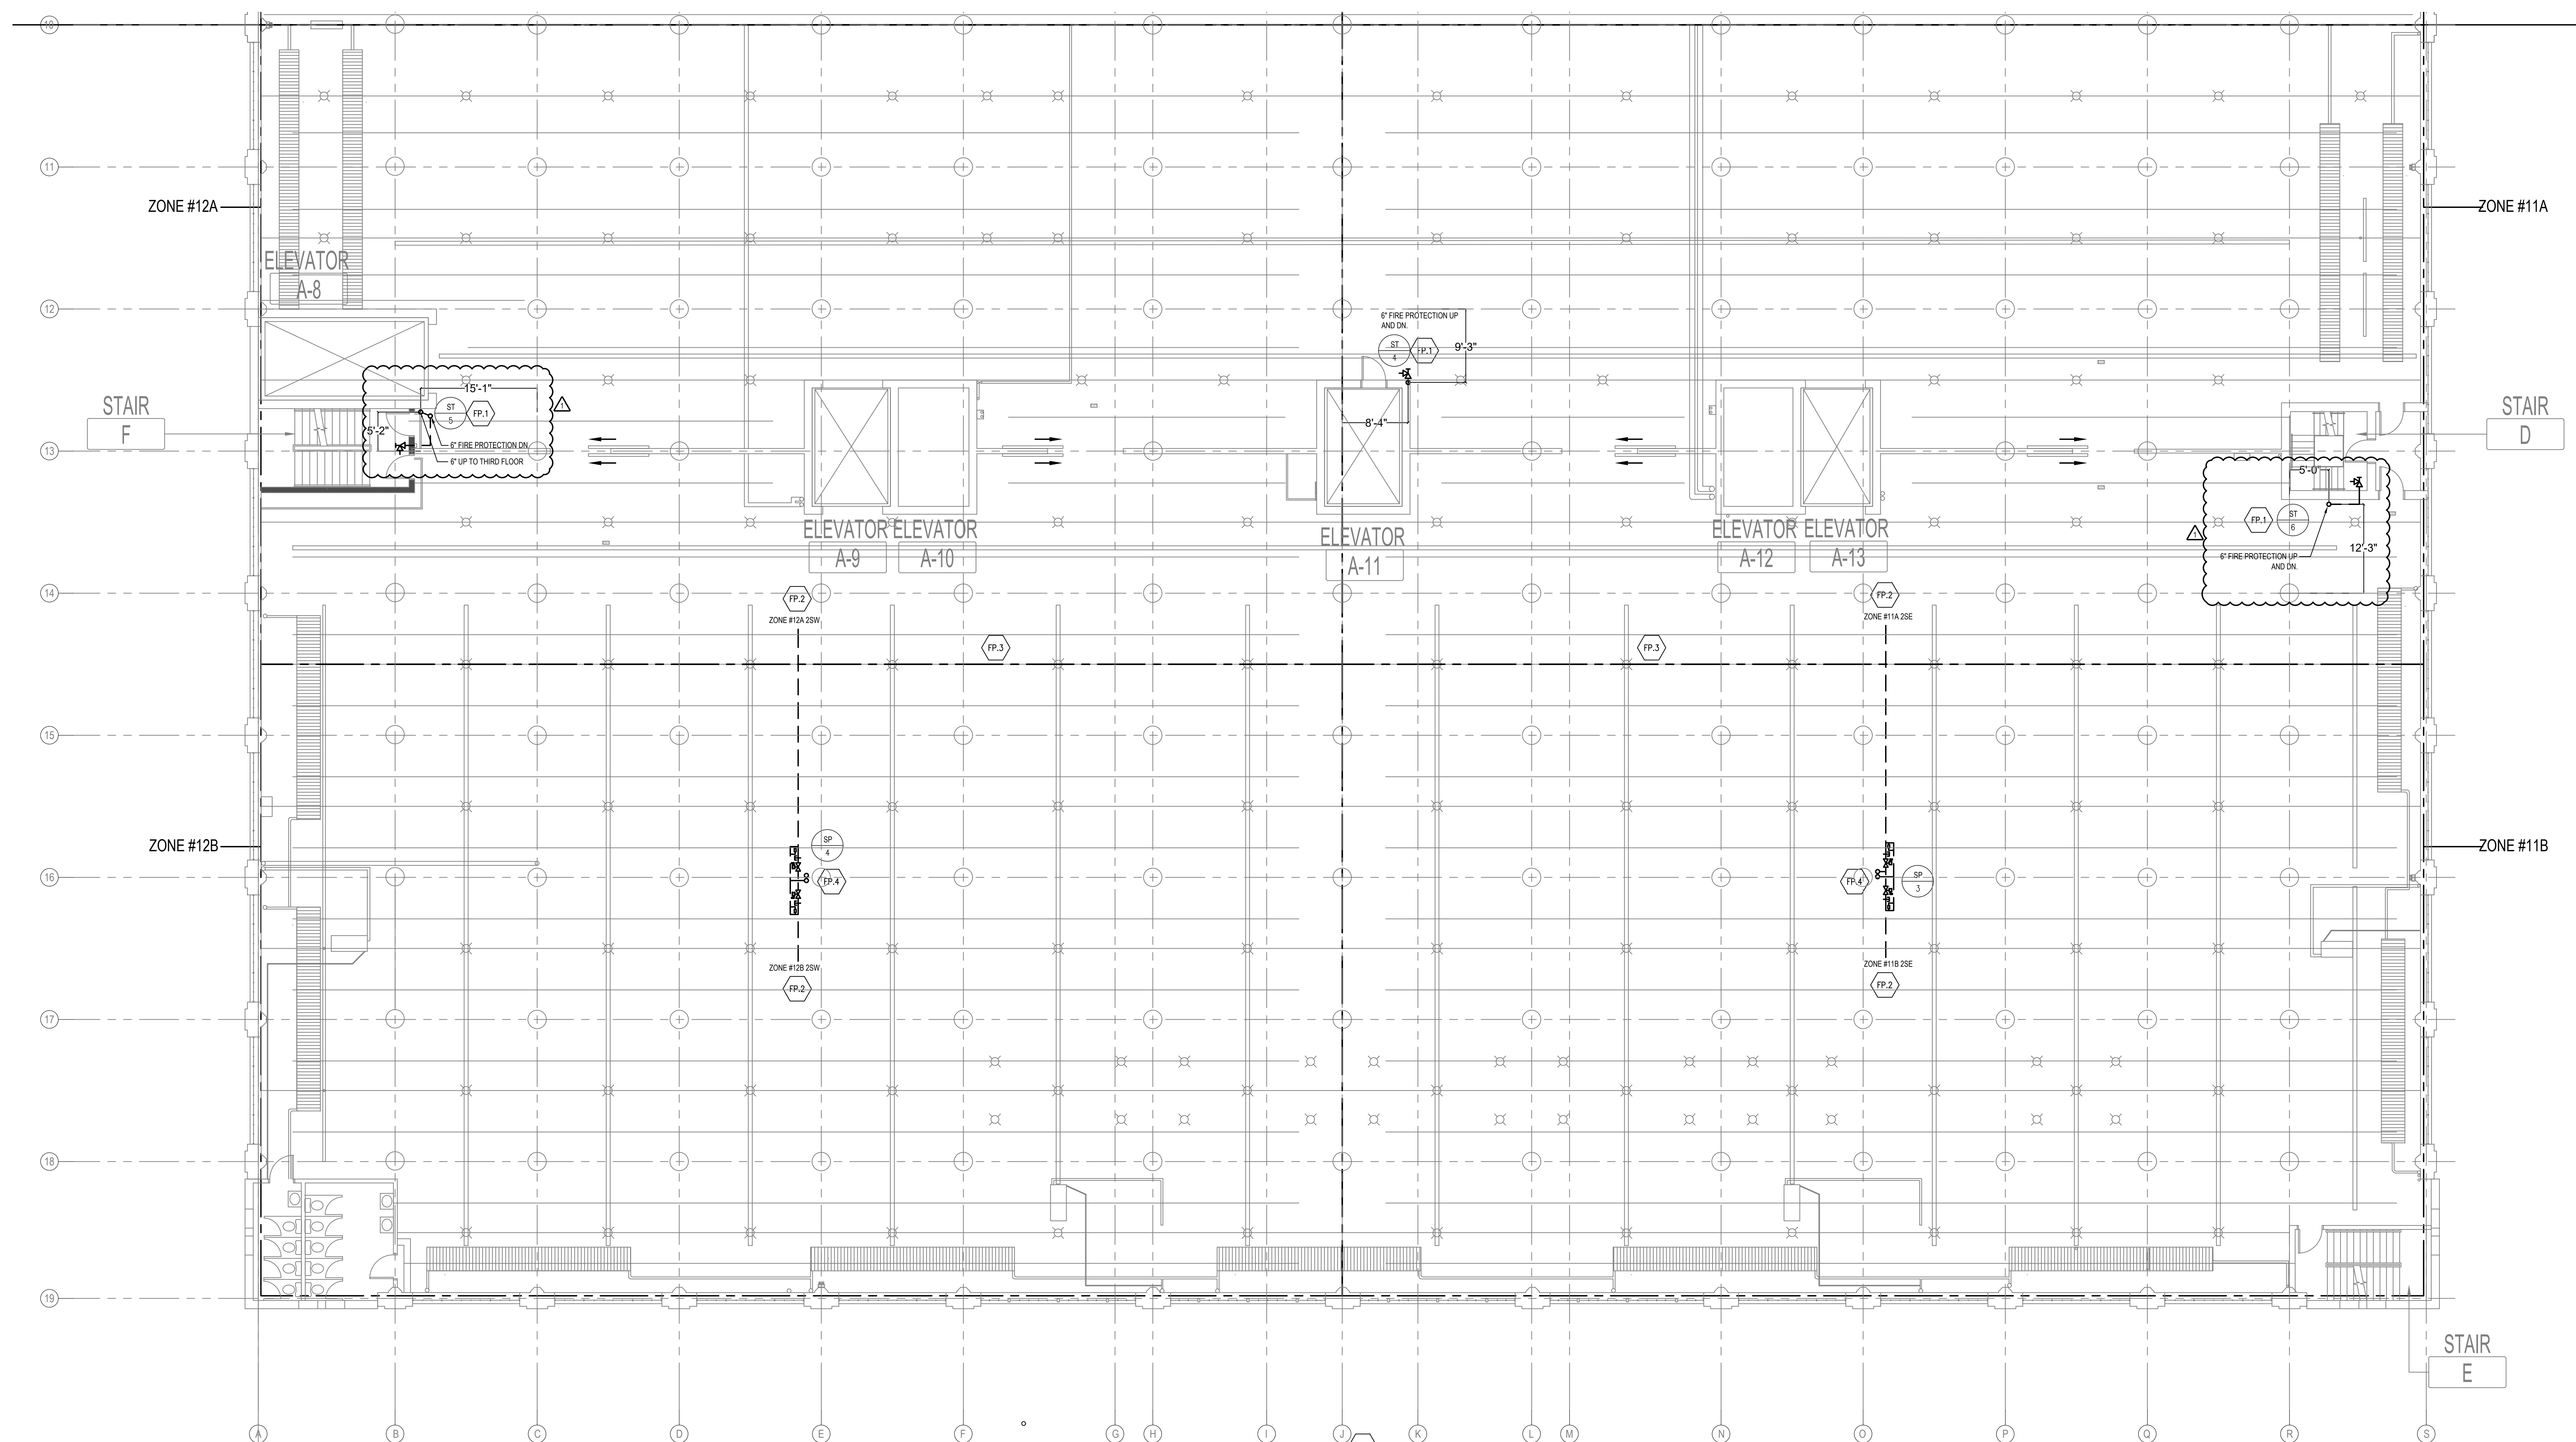 10
11
ZONE #12A
ZONE #11A
ELEVATOR
A-8
12
6" FIRE PROTECTION UP
AND DN.
ST
4
FP.1
9'-3"
15'-1"
ST
5
FP.1
1
STAIR
F
5'-2"
6" FIRE PROTECTION DN.
6" UP TO THIRD FLOOR
8'-4"
STAIR
D
13
5'-0"
FP.1
ST
6
1
6" FIRE PROTECTION UP
AND DN.
12'-3"
ELEVATOR
A-9
ELEVATOR
A-10
ELEVATOR
A-11
ELEVATOR
A-12
ELEVATOR
A-13
14
FP.2
ZONE #12A 2SW
FP.2
ZONE #11A 2SE
FP.3
FP.3
15
ZONE #12B
ZONE #11B
SP
4
FP.4
SP
3
FP.4
16
ZONE #12B 2SW
FP.2
ZONE #11B 2SE
FP.2
17
18
19
STAIR
E
A B C D E F G H I J K L M N O P Q R S